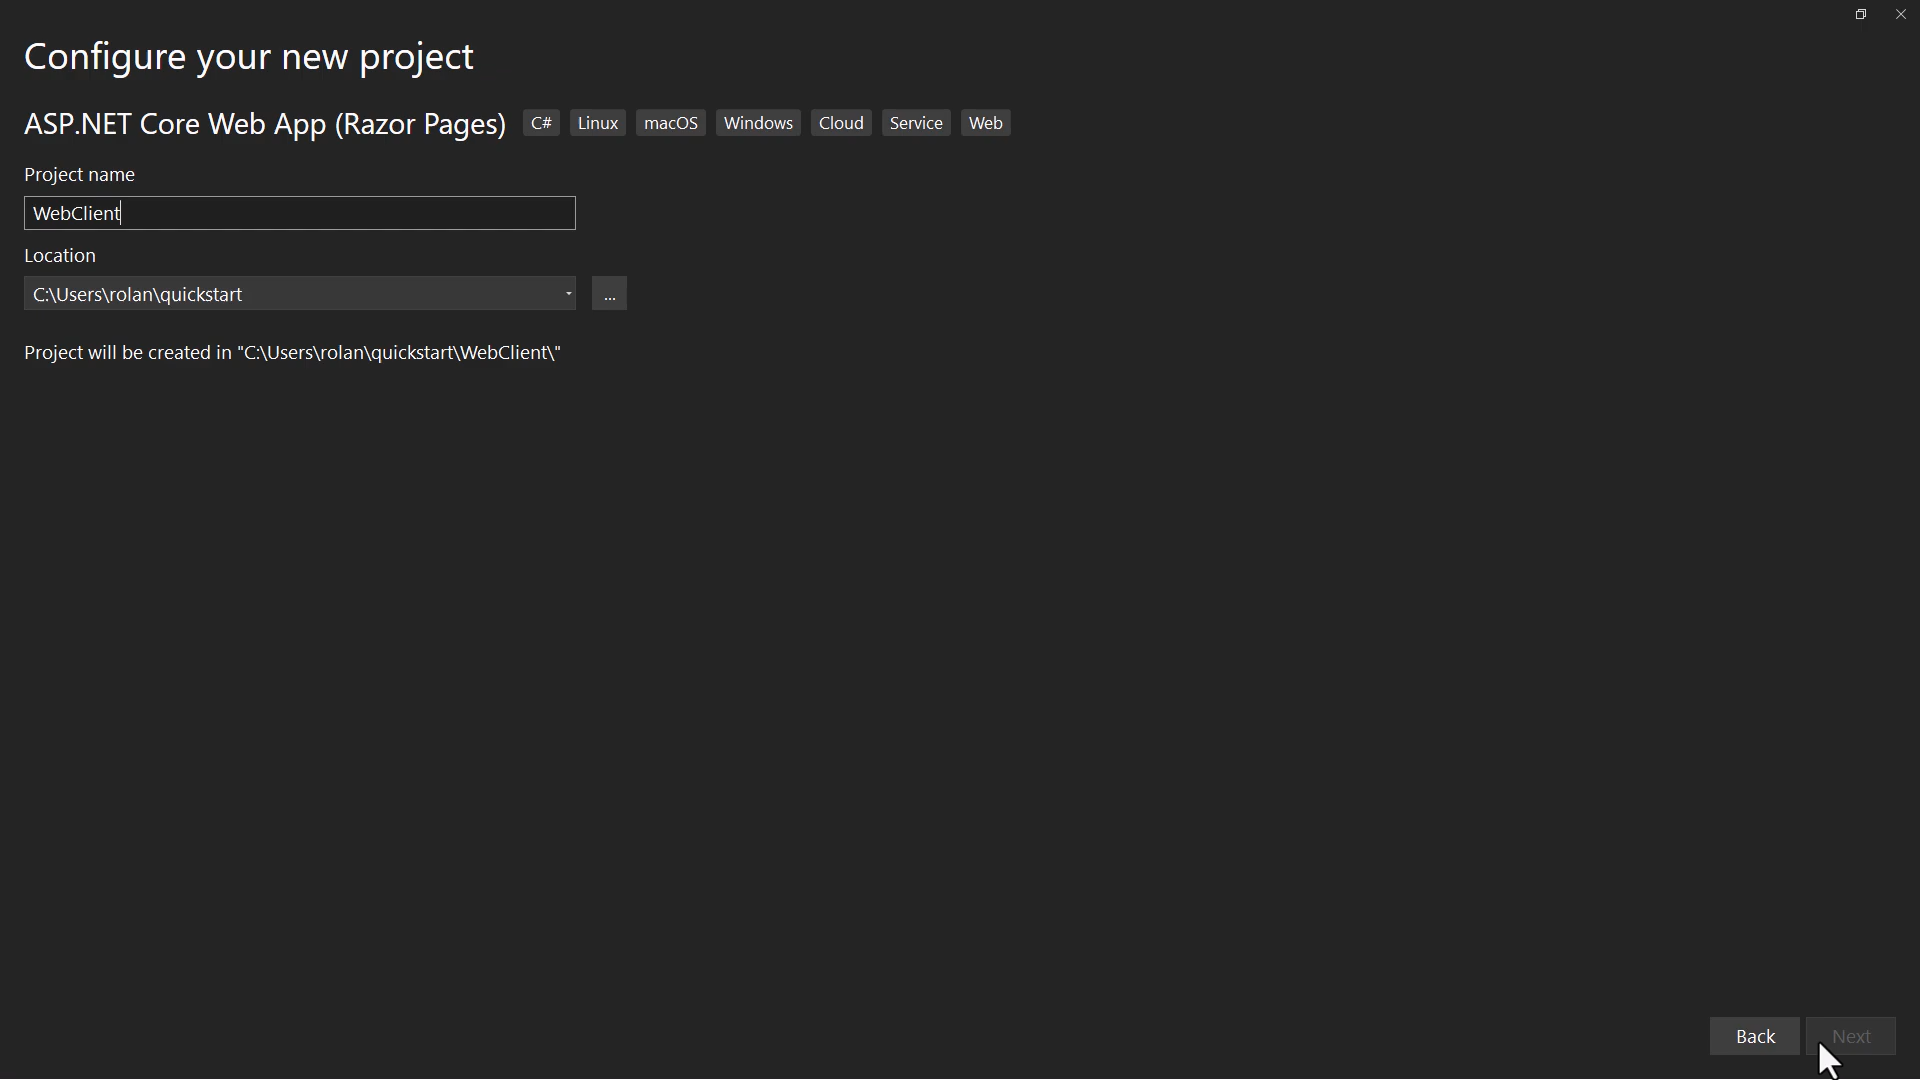 Configure your new project
ASP.NET Core Web App (Razor Pages) C# Linux macOS Windows Cloud Service Web
Project name
WebClient
Location
C:\Users\rolan\quickstart
...
Project will be created in "C:\Users\rolan\quickstart\WebClient\"
Back Next